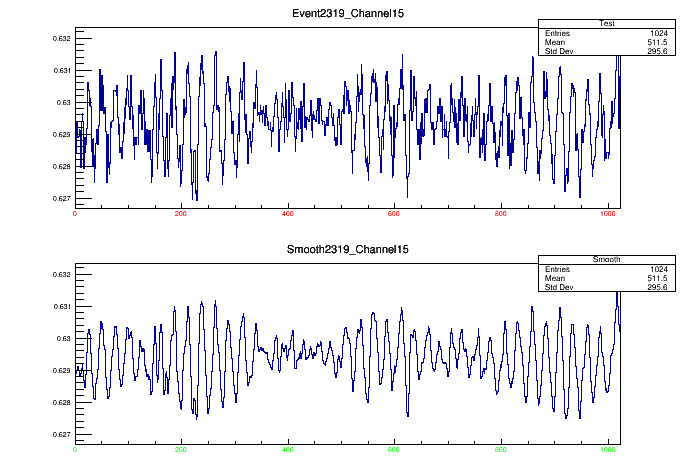 Event2319_Channel15
Test
Entries 1024
Mean 511.5
Std Dev 295.6
0.632
0.631
0.63
0.629
0.628
0.627
0 200 400 600 800 1000
Smooth2319_Channel15
Smooth
Entries 1024
Mean 511.5
Std Dev 295.6
0.632
0.631
0.63
0.629
0.628
0.627
0 200 400 600 800 1000